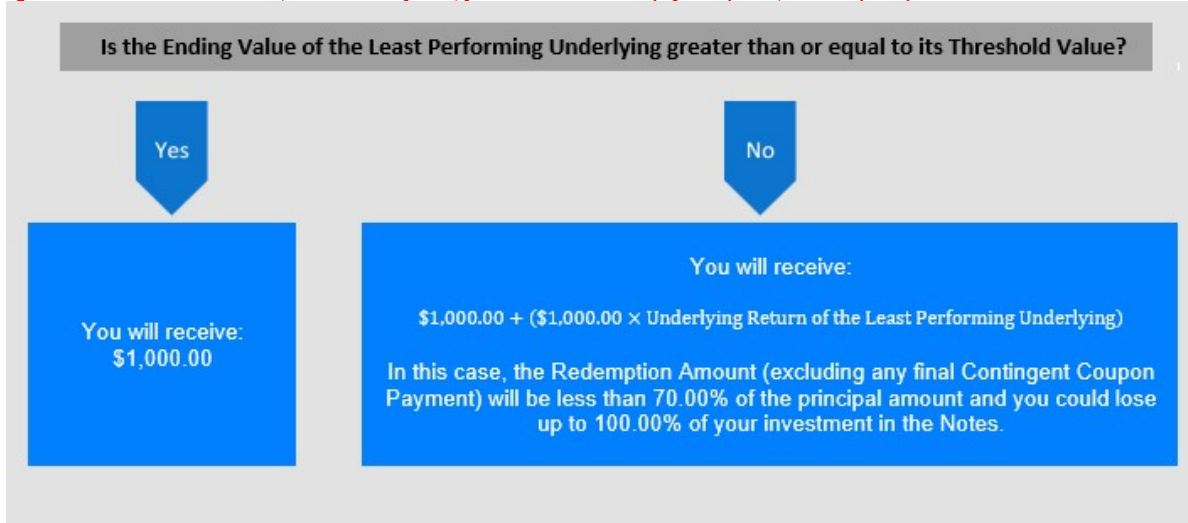 Is the Ending Value of the Least Performing Underlying greater than or equal to its Threshold Value?
Yes
No
You will receive:
$1,000.00
You will receive:
$1,000.00 + ($1,000.00 × Underlying Return of the Least Performing Underlying)
In this case, the Redemption Amount (excluding any final Contingent Coupon
Payment) will be less than 70.00% of the principal amount and you could lose
up to 100.00% of your investment in the Notes.